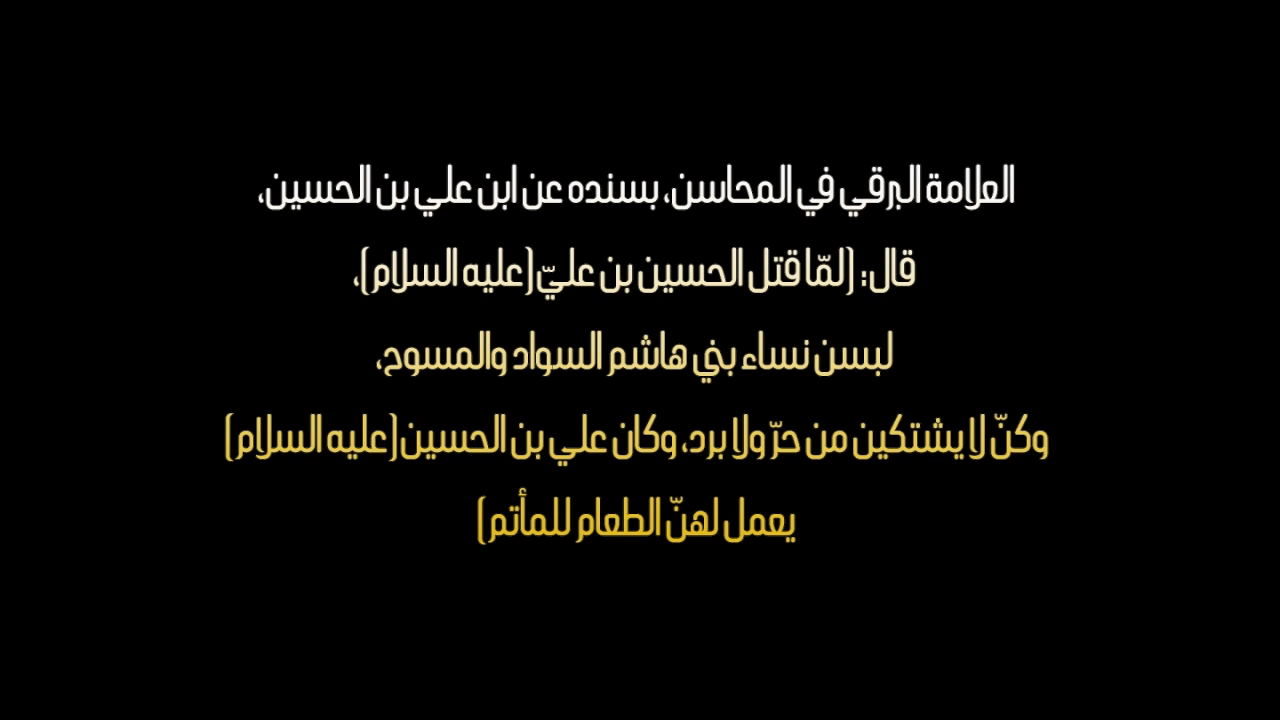 العلامة البرقي في المحاسن، بسنده عن ابن علي بن الحسين،
قال: (لمّا قتل الحسين بن عليّ(عليه السلام)،
لبسن نساء بني هاشم السواد والمسوح،
وكنّ لا يشتكين من حرّ ولا برد، وكان علي بن الحسين(عليه السلام)
يعمل لهنّ الطعام للمأتم)